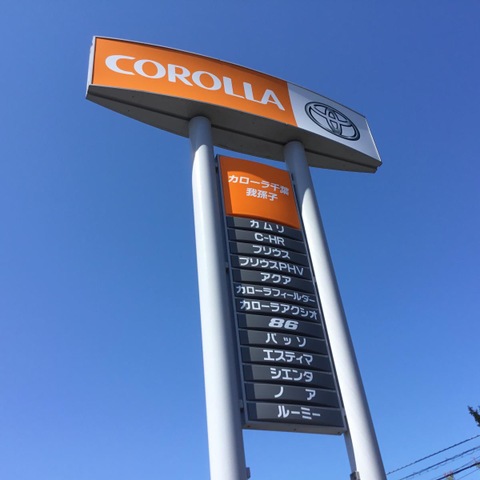 COROLLA
カローラ千葉
我孫子
カムリ
C-HR
プリウス
プリウスPHV
アクア
カローラフィールダー
カローラアクシオ
86
パッソ
エスティマ
シエンタ
ノア
ルーミー